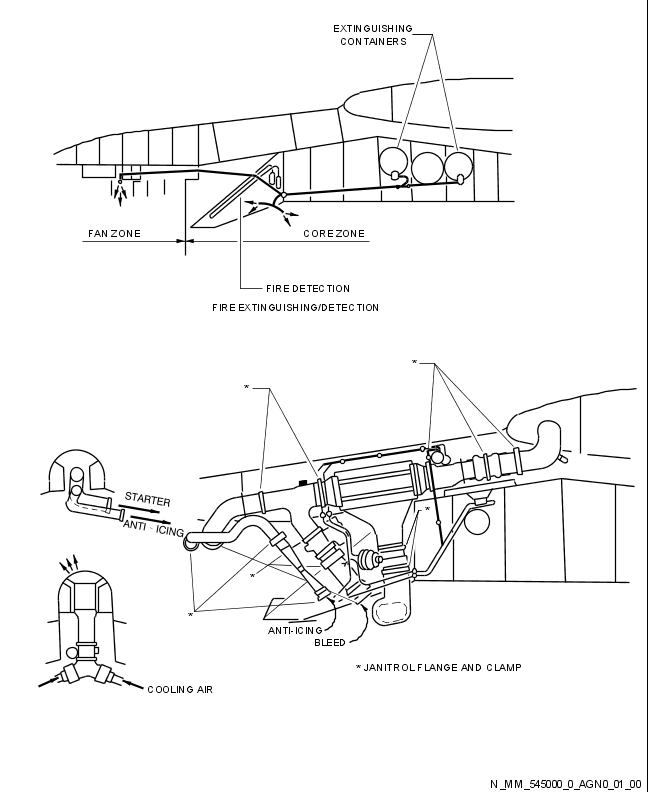 EXTINGUISHING
CONTAINERS
FAN ZONE
CORE ZONE
FIRE DETECTION
FIRE EXTINGUISHING/DETECTION
*
*
STARTER
ANTI-ICING
*
*
*
ANTI-ICING
BLEED
* JANITROL FLANGE AND CLAMP
COOLING AIR
N_MM_545000_0_AGN0_01_00